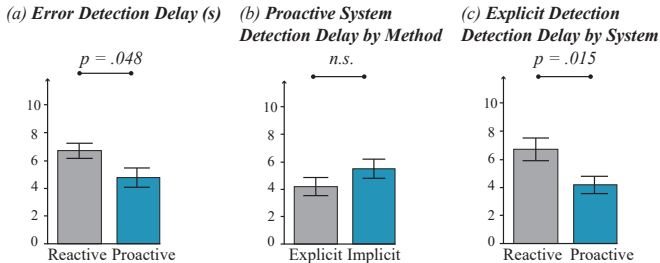 (a) Error Detection Delay (s)
p = .048
10
8
6
4
2
0
Reactive Proactive
(b) Proactive System
Detection Delay by Method
n.s.
10
8
6
4
2
0
Explicit Implicit
(c) Explicit Detection
Detection Delay by System
p = .015
10
8
6
4
2
0
Reactive Proactive